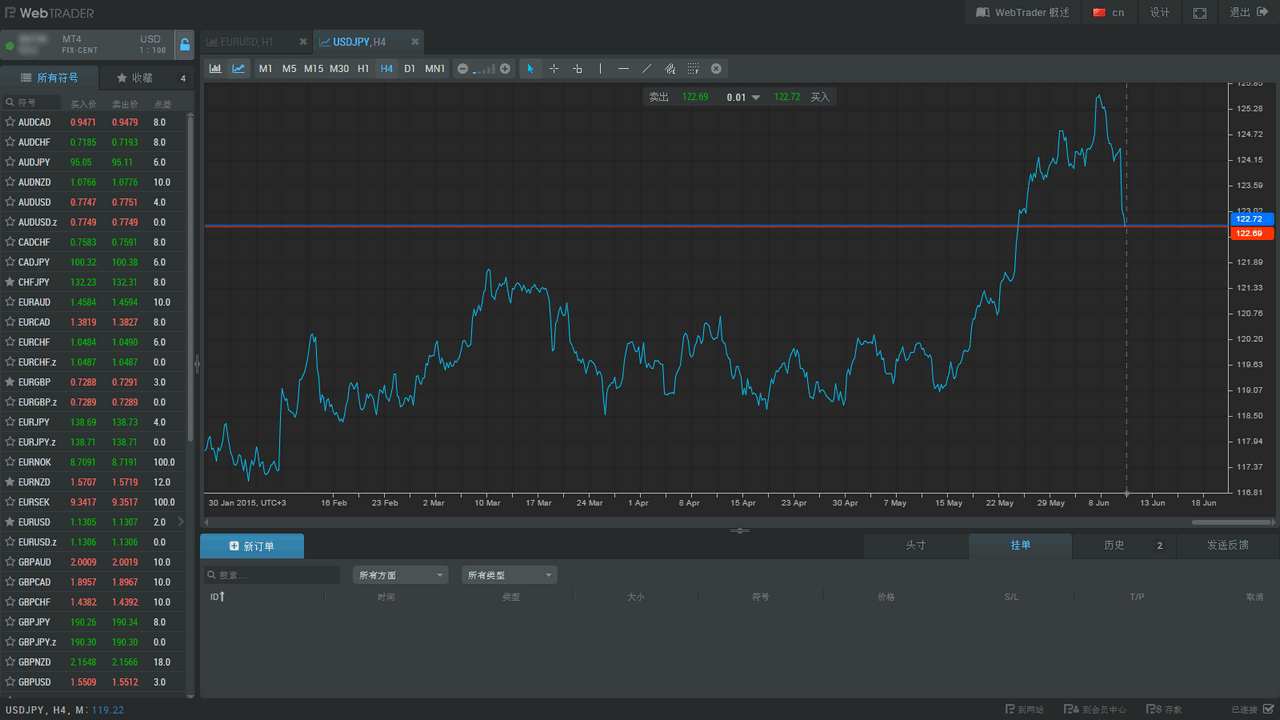 WebTRADER
WebTrader 概述
cn
设计
退出
MT4 USD
FIX-CENT 1 : 100
EURUSD, H1
USDJPY, H4
所有符号
收藏 4
M1 M5 M15 M30 H1 H4 D1 MN1
符号 买入价 卖出价 点差
AUDCAD 0.9471 0.9479 8.0
AUDCHF 0.7185 0.7193 8.0
AUDJPY 95.05 95.11 6.0
AUDNZD 1.0766 1.0776 10.0
AUDUSD 0.7747 0.7751 4.0
AUDUSD.z 0.7749 0.7749 0.0
CADCHF 0.7583 0.7591 8.0
CADJPY 100.32 100.38 6.0
CHFJPY 132.23 132.31 8.0
EURAUD 1.4584 1.4594 10.0
EURCAD 1.3819 1.3827 8.0
EURCHF 1.0484 1.0490 6.0
EURCHF.z 1.0487 1.0487 0.0
EURGBP 0.7288 0.7291 3.0
EURGBP.z 0.7289 0.7289 0.0
EURJPY 138.69 138.73 4.0
EURJPY.z 138.71 138.71 0.0
EURNOK 8.7091 8.7191 100.0
EURNZD 1.5707 1.5719 12.0
EURSEK 9.3417 9.3517 100.0
EURUSD 1.1305 1.1307 2.0
EURUSD.z 1.1306 1.1306 0.0
GBPAUD 2.0009 2.0019 10.0
GBPCAD 1.8957 1.8967 10.0
GBPCHF 1.4382 1.4392 10.0
GBPJPY 190.26 190.34 8.0
GBPJPY.z 190.30 190.30 0.0
GBPNZD 2.1548 2.1566 18.0
GBPUSD 1.5509 1.5512 3.0
卖出 122.69 0.01 122.72 买入
125.28
124.72
124.15
123.59
122.72
122.69
121.89
121.33
120.76
120.20
119.63
119.07
118.50
117.94
117.37
116.81
30 Jan 2015, UTC+3 16 Feb 23 Feb 2 Mar 10 Mar 17 Mar 24 Mar 1 Apr 8 Apr 15 Apr 23 Apr 30 Apr 7 May 15 May 22 May 29 May 8 Jun 13 Jun 18 Jun
新订单
头寸
挂单
历史 2
发送反馈
搜索...
所有方面
所有类型
ID 时间 类型 大小 符号 价格 S/L T/P 取消
USDJPY, H4, M: 119.22
到网站
到会员中心
存款
已连接